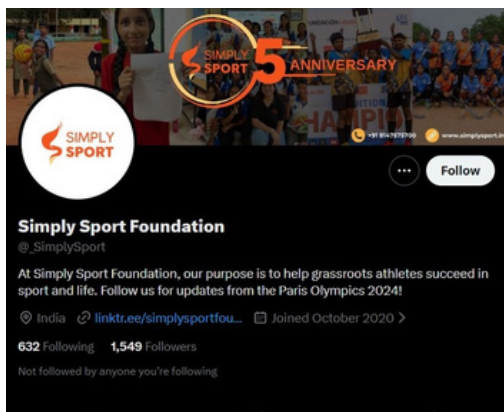 SIMPLY
SPORT
5
ANNIVERSARY
+91 8147575700
www.simplysport.in
SIMPLY
SPORT
Follow
Simply Sport Foundation
@_SimplySport
At Simply Sport Foundation, our purpose is to help grassroots athletes succeed in
sport and life. Follow us for updates from the Paris Olympics 2024!
India linktr.ee/simplysportfou... Joined October 2020
632 Following 1,549 Followers
Not followed by anyone you're following